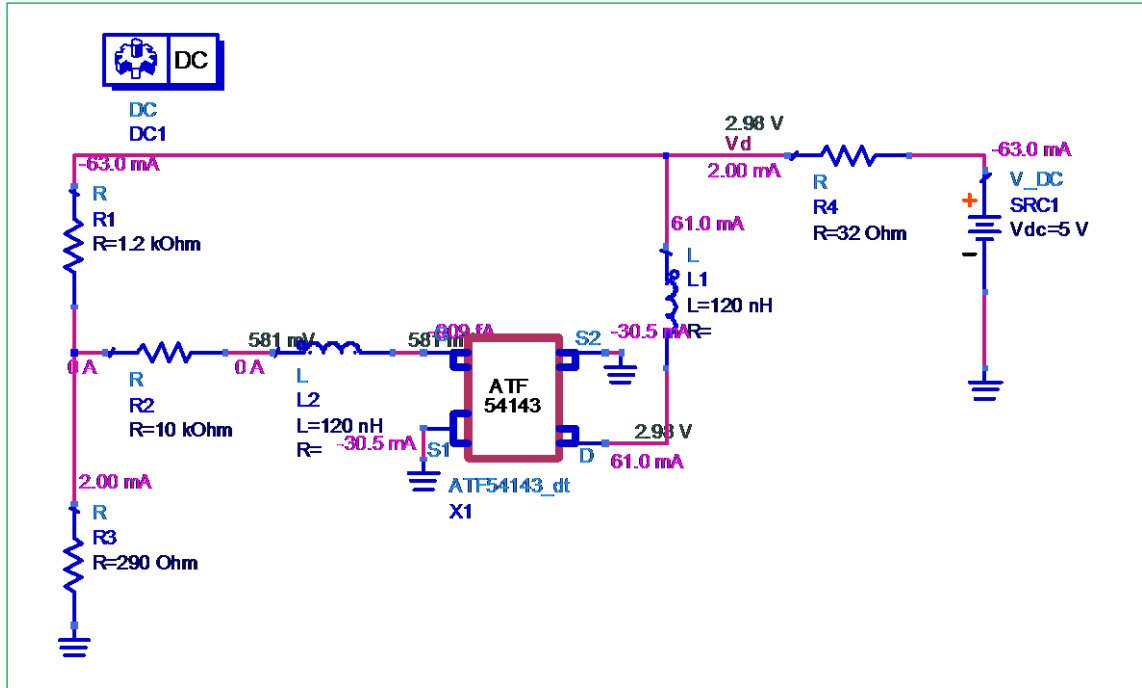 DC
DC
DC1
2.98 V
Vd
-63.0 mA
2.00 mA
-63.0 mA
R
R1
R=1.2 kOhm
R
R4
R=32 Ohm
V_DC
SRC1
Vdc=5 V
+
−
61.0 mA
L
L1
L=120 nH
R=
581 mV
0 A
0 A
R
R2
R=10 kOhm
L
L2
L=120 nH
R=
S2
-30.5 mA
ATF
54143
S1
-30.5 mA
D
2.98 V
61.0 mA
ATF54143_dt
X1
2.00 mA
R
R3
R=290 Ohm